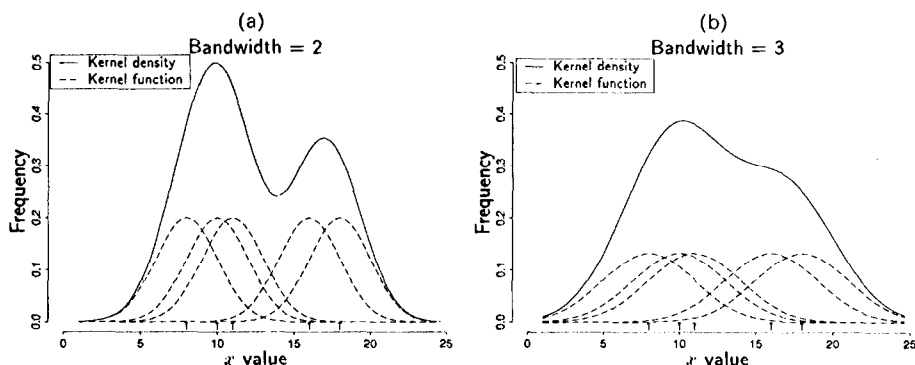 (a)
Bandwidth = 2
Kernel density
Kernel function
Frequency
0.5
0.4
0.3
0.2
0.1
0.0
0 5 10 15 20 25
x value
(b)
Bandwidth = 3
Kernel density
Kernel function
Frequency
0.5
0.4
0.3
0.2
0.1
0.0
0 5 10 15 20 25
x value